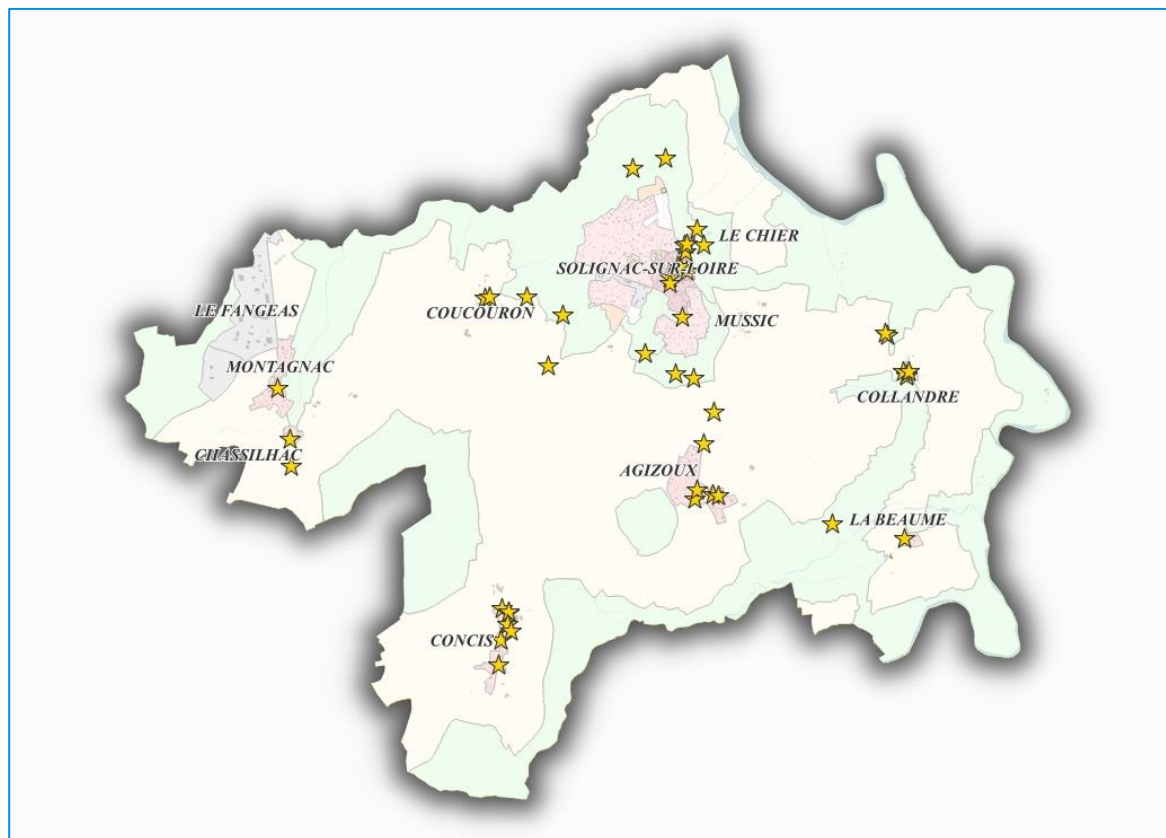 LE CHIER
SOLIGNAC-SUR-LOIRE
LE FANGEAS
COUCOURON
MUSSIC
MONTAGNAC
COLLANDRE
CHASSILHAC
AGIZOUX
LA BEAUME
CONCIS